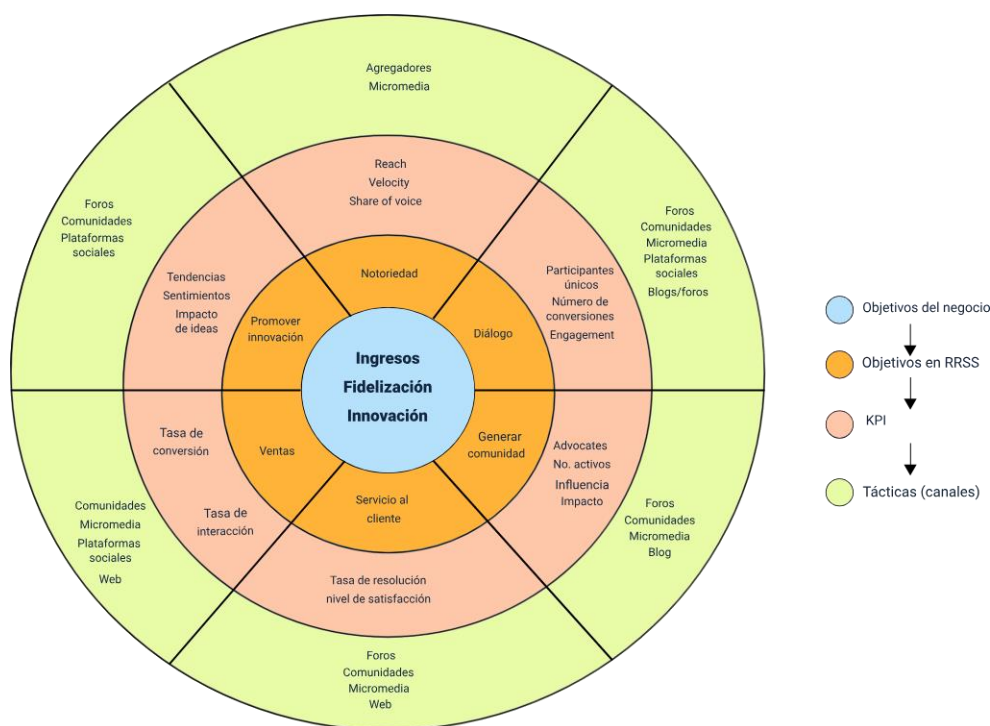 Agregadores
Micromedia
Reach
Velocity
Share of voice
Notoriedad
Foros
Comunidades
Micromedia
Plataformas
sociales
Blogs/foros
Participantes
únicos
Número de
conversiones
Engagement
Diálogo
Foros
Comunidades
Micromedia
Blog
Advocates
No. activos
Influencia
Impacto
Generar
comunidad
Foros
Comunidades
Micromedia
Web
Tasa de resolución
nivel de satisfacción
Servicio al
cliente
Comunidades
Micromedia
Plataformas
sociales
Web
Tasa de
conversión
Tasa de
interacción
Ventas
Foros
Comunidades
Plataformas
sociales
Tendencias
Sentimientos
Impacto
de ideas
Promover
innovación
Ingresos
Fidelización
Innovación
Objetivos del negocio
Objetivos en RRSS
KPI
Tácticas (canales)